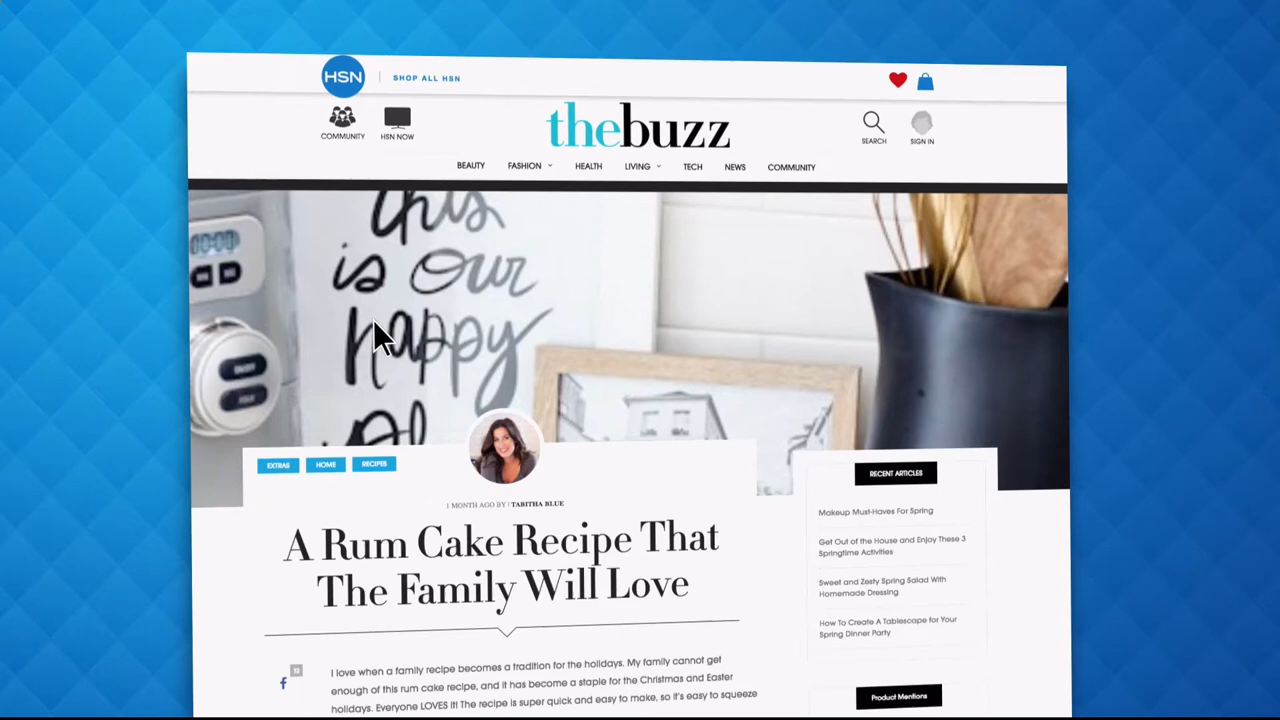 HSN
SHOP ALL HSN
COMMUNITY
HSN NOW
thebuzz
SEARCH
SIGN IN
BEAUTY FASHION HEALTH LIVING TECH NEWS COMMUNITY
this
is our
happy
EXTRAS HOME RECIPES
1 MONTH AGO BY | TABITHA BLUE
A Rum Cake Recipe That
The Family Will Love
12
f
I love when a family recipe becomes a tradition for the holidays. My family cannot get
enough of this rum cake recipe, and it has become a staple for the Christmas and Easter
holidays. Everyone LOVES it! The recipe is super quick and easy to make, so it's easy to squeeze
RECENT ARTICLES
Makeup Must-Haves For Spring
Get Out of the House and Enjoy These 3
Springtime Activities
Sweet and Zesty Spring Salad With
Homemade Dressing
How To Create A Tablescape for Your
Spring Dinner Party
Product Mentions